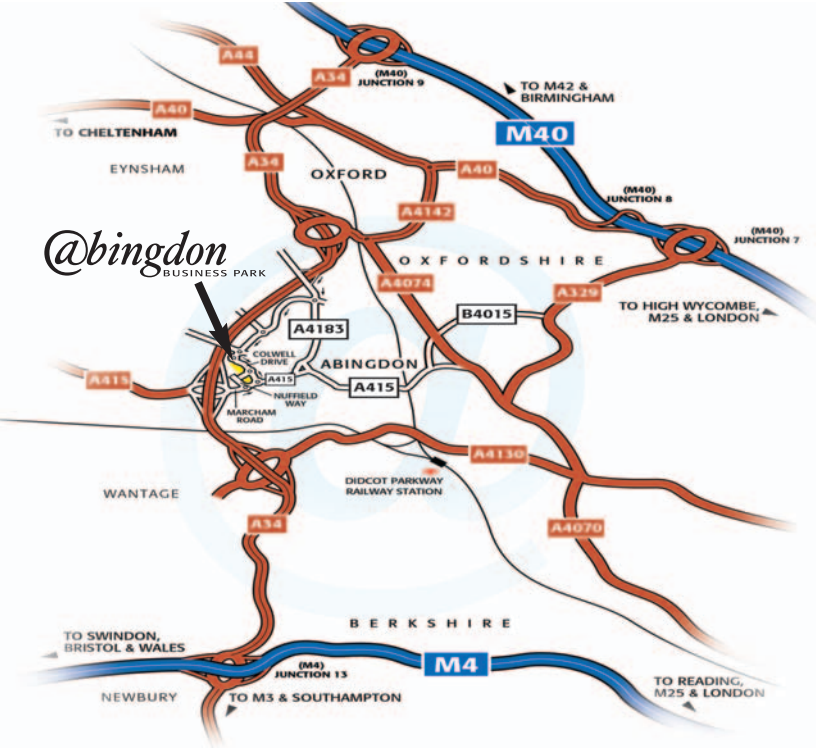 A44
A34
(M40)
JUNCTION 9
TO M42 &
BIRMINGHAM
A40
TO CHELTENHAM
M40
EYNSHAM
A34
OXFORD
A40
(M40)
JUNCTION 8
A4142
(M40)
JUNCTION 7
@bingdon
BUSINESS PARK
OXFORDSHIRE
A4074
A329
TO HIGH WYCOMBE,
M25 & LONDON
B4015
A4183
COLWELL
DRIVE
ABINGDON
A415
A415
A415
NUFFIELD
WAY
MARCHAM
ROAD
A4130
DIDCOT PARKWAY
RAILWAY STATION
WANTAGE
A34
A4070
BERKSHIRE
TO SWINDON,
BRISTOL & WALES
(M4)
JUNCTION 13
M4
NEWBURY
TO M3 & SOUTHAMPTON
TO READING,
M25 & LONDON